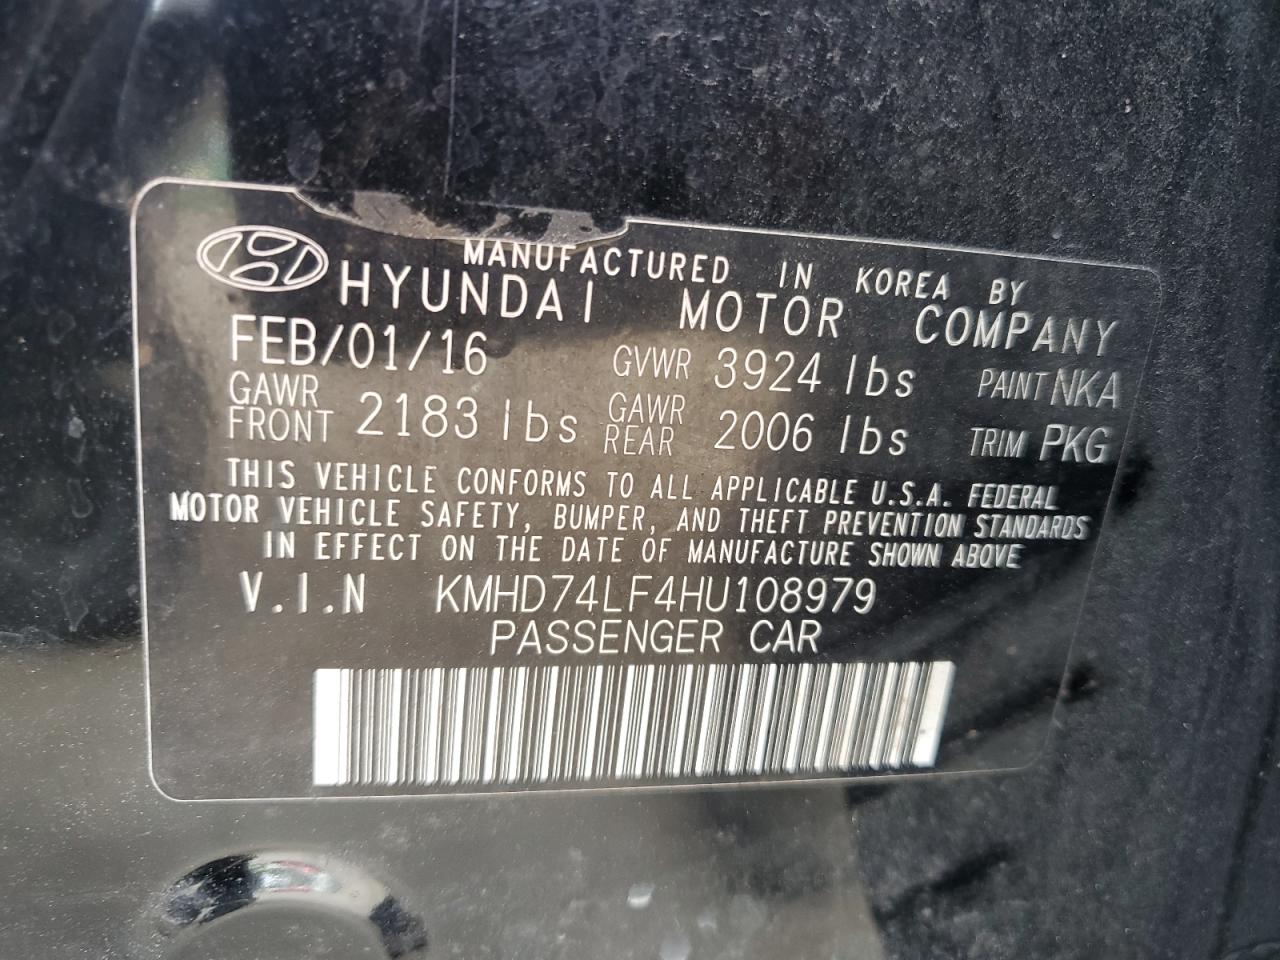 MANUFACTURED IN KOREA BY
HYUNDAI MOTOR COMPANY
FEB/01/16 GVWR 3924 lbs PAINT NKA
GAWR FRONT 2183 lbs GAWR REAR 2006 lbs TRIM PKG
THIS VEHICLE CONFORMS TO ALL APPLICABLE U.S.A. FEDERAL
MOTOR VEHICLE SAFETY, BUMPER, AND THEFT PREVENTION STANDARDS
IN EFFECT ON THE DATE OF MANUFACTURE SHOWN ABOVE
V.I.N KMHD74LF4HU108979
PASSENGER CAR